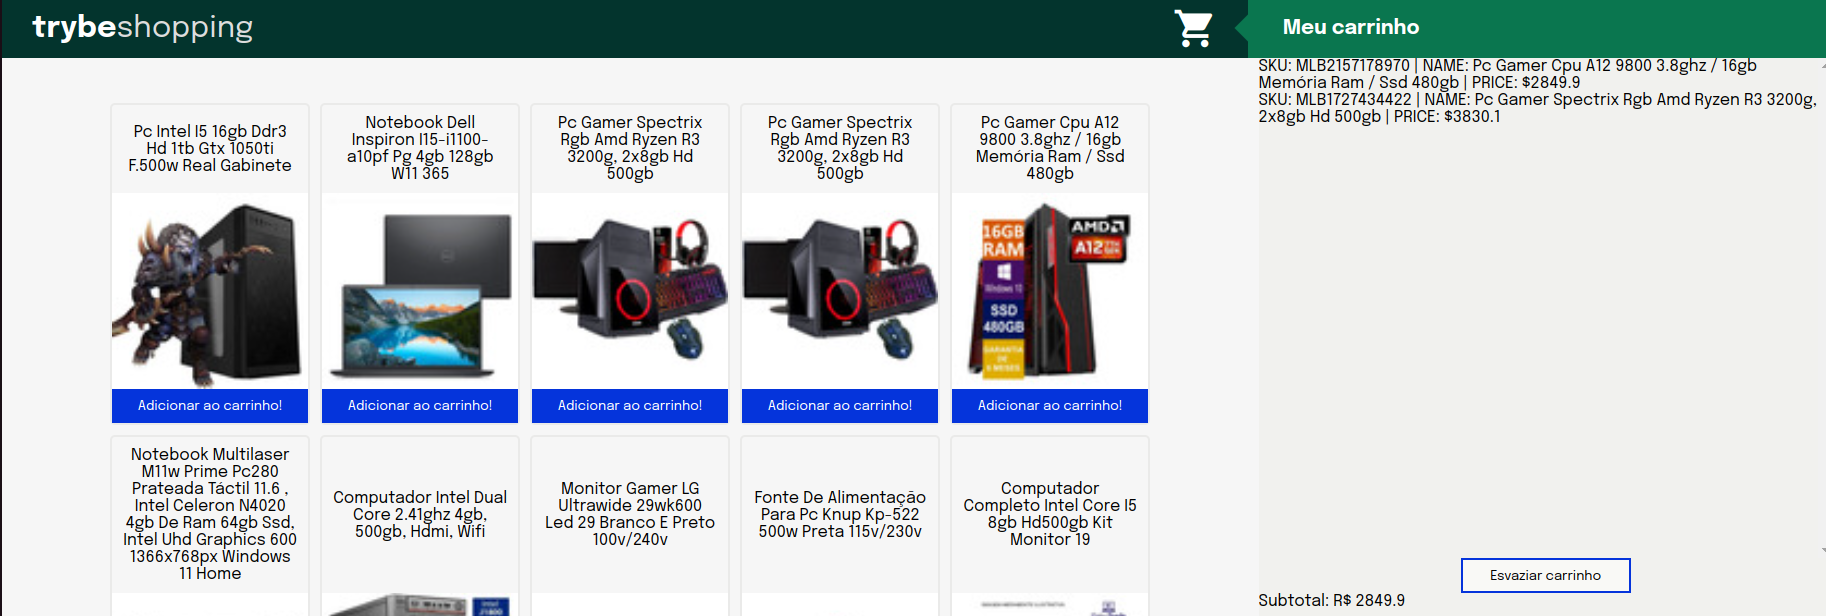 trybeshopping
Meu carrinho
SKU: MLB2157178970 | NAME: Pc Gamer Cpu A12 9800 3.8ghz / 16gb
Memória Ram / Ssd 480gb | PRICE: $2849.9
SKU: MLB1727434422 | NAME: Pc Gamer Spectrix Rgb Amd Ryzen R3 3200g,
2x8gb Hd 500gb | PRICE: $3830.1
Pc Intel I5 16gb Ddr3
Hd 1tb Gtx 1050ti
F.500w Real Gabinete
Adicionar ao carrinho!
Notebook Dell
Inspiron I15-i1100-
a10pf Pg 4gb 128gb
W11 365
Adicionar ao carrinho!
Pc Gamer Spectrix
Rgb Amd Ryzen R3
3200g, 2x8gb Hd
500gb
Adicionar ao carrinho!
Pc Gamer Spectrix
Rgb Amd Ryzen R3
3200g, 2x8gb Hd
500gb
Adicionar ao carrinho!
Pc Gamer Cpu A12
9800 3.8ghz / 16gb
Memória Ram / Ssd
480gb
16GB
RAM
Windows 10
SSD
480GB
GARANTIA
DE
AMD
A12
Adicionar ao carrinho!
Notebook Multilaser
M11w Prime Pc280
Prateada Táctil 11.6 ,
Intel Celeron N4020
4gb De Ram 64gb Ssd,
Intel Uhd Graphics 600
1366x768px Windows
11 Home
Computador Intel Dual
Core 2.41ghz 4gb,
500gb, Hdmi, Wifi
intel
J1800
Monitor Gamer LG
Ultrawide 29wk600
Led 29 Branco E Preto
100v/240v
Fonte De Alimentação
Para Pc Knup Kp-522
500w Preta 115v/230v
Computador
Completo Intel Core I5
8gb Hd500gb Kit
Monitor 19
Esvaziar carrinho
Subtotal: R$ 2849.9